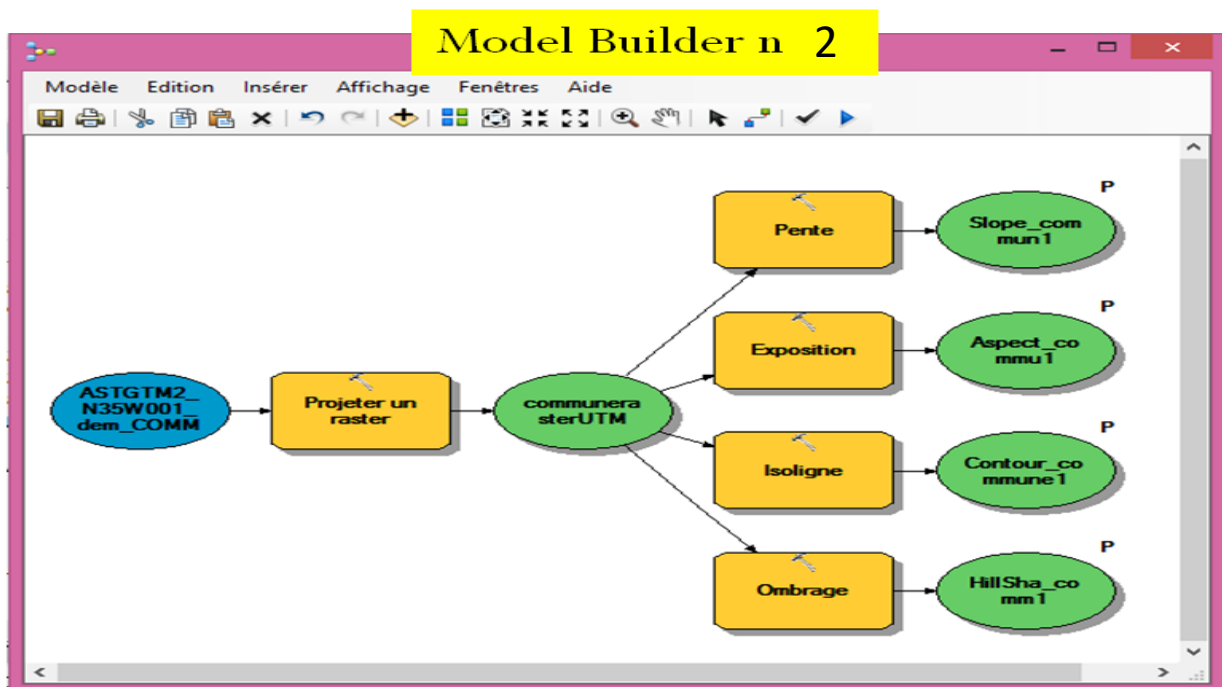 Model Builder n 2
Modèle Edition Insérer Affichage Fenêtres Aide
P
Pente
Slope_com
mun1
P
Exposition
Aspect_co
mmu1
ASTGTM2_
N35W001_
dem_COMM
Projeter un
raster
communera
sterUTM
P
Isoligne
Contour_co
mmune1
P
Ombrage
HillSha_co
mm1